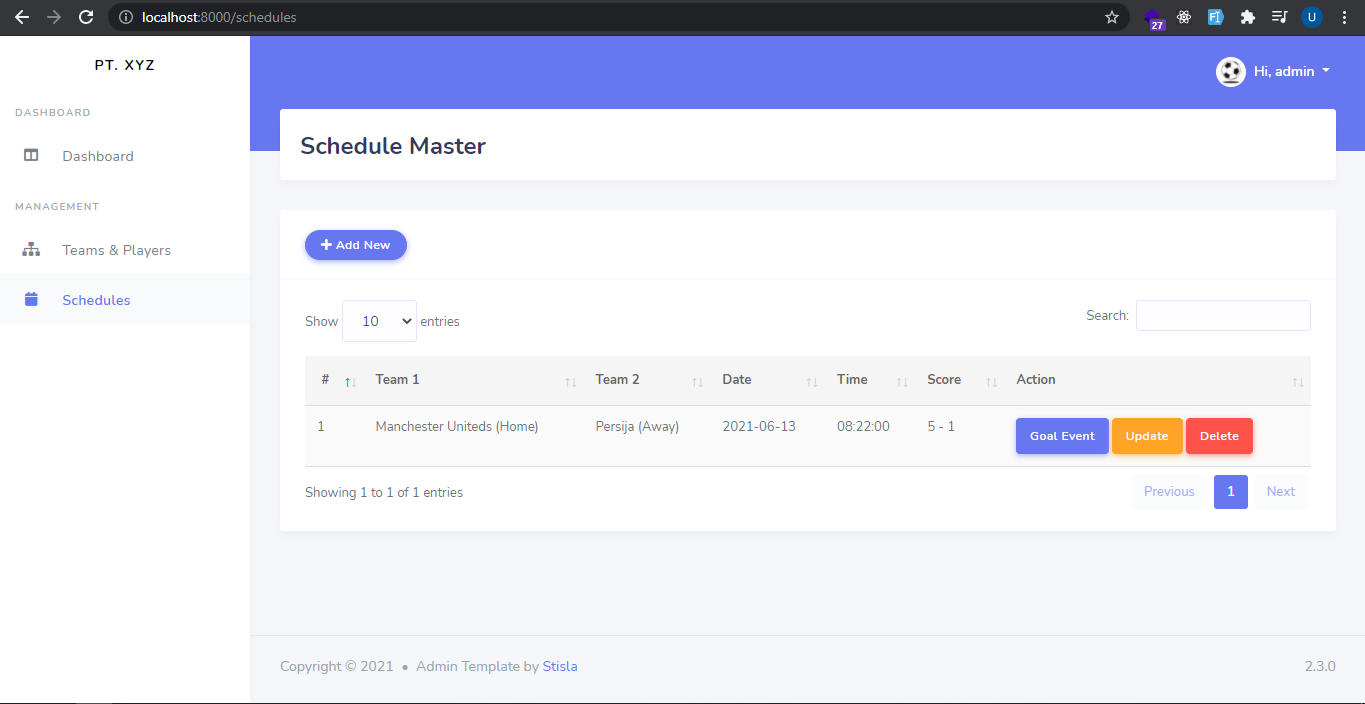 localhost:8000/schedules
27
U
PT. XYZ
Hi, admin
DASHBOARD
Dashboard
MANAGEMENT
Teams & Players
Schedules
Schedule Master
Add New
Show 10 entries
Search:
# Team 1 Team 2 Date Time Score Action
1 Manchester Uniteds (Home) Persija (Away) 2021-06-13 08:22:00 5 - 1 Goal Event Update Delete
Showing 1 to 1 of 1 entries
Previous 1 Next
Copyright © 2021 • Admin Template by Stisla
2.3.0